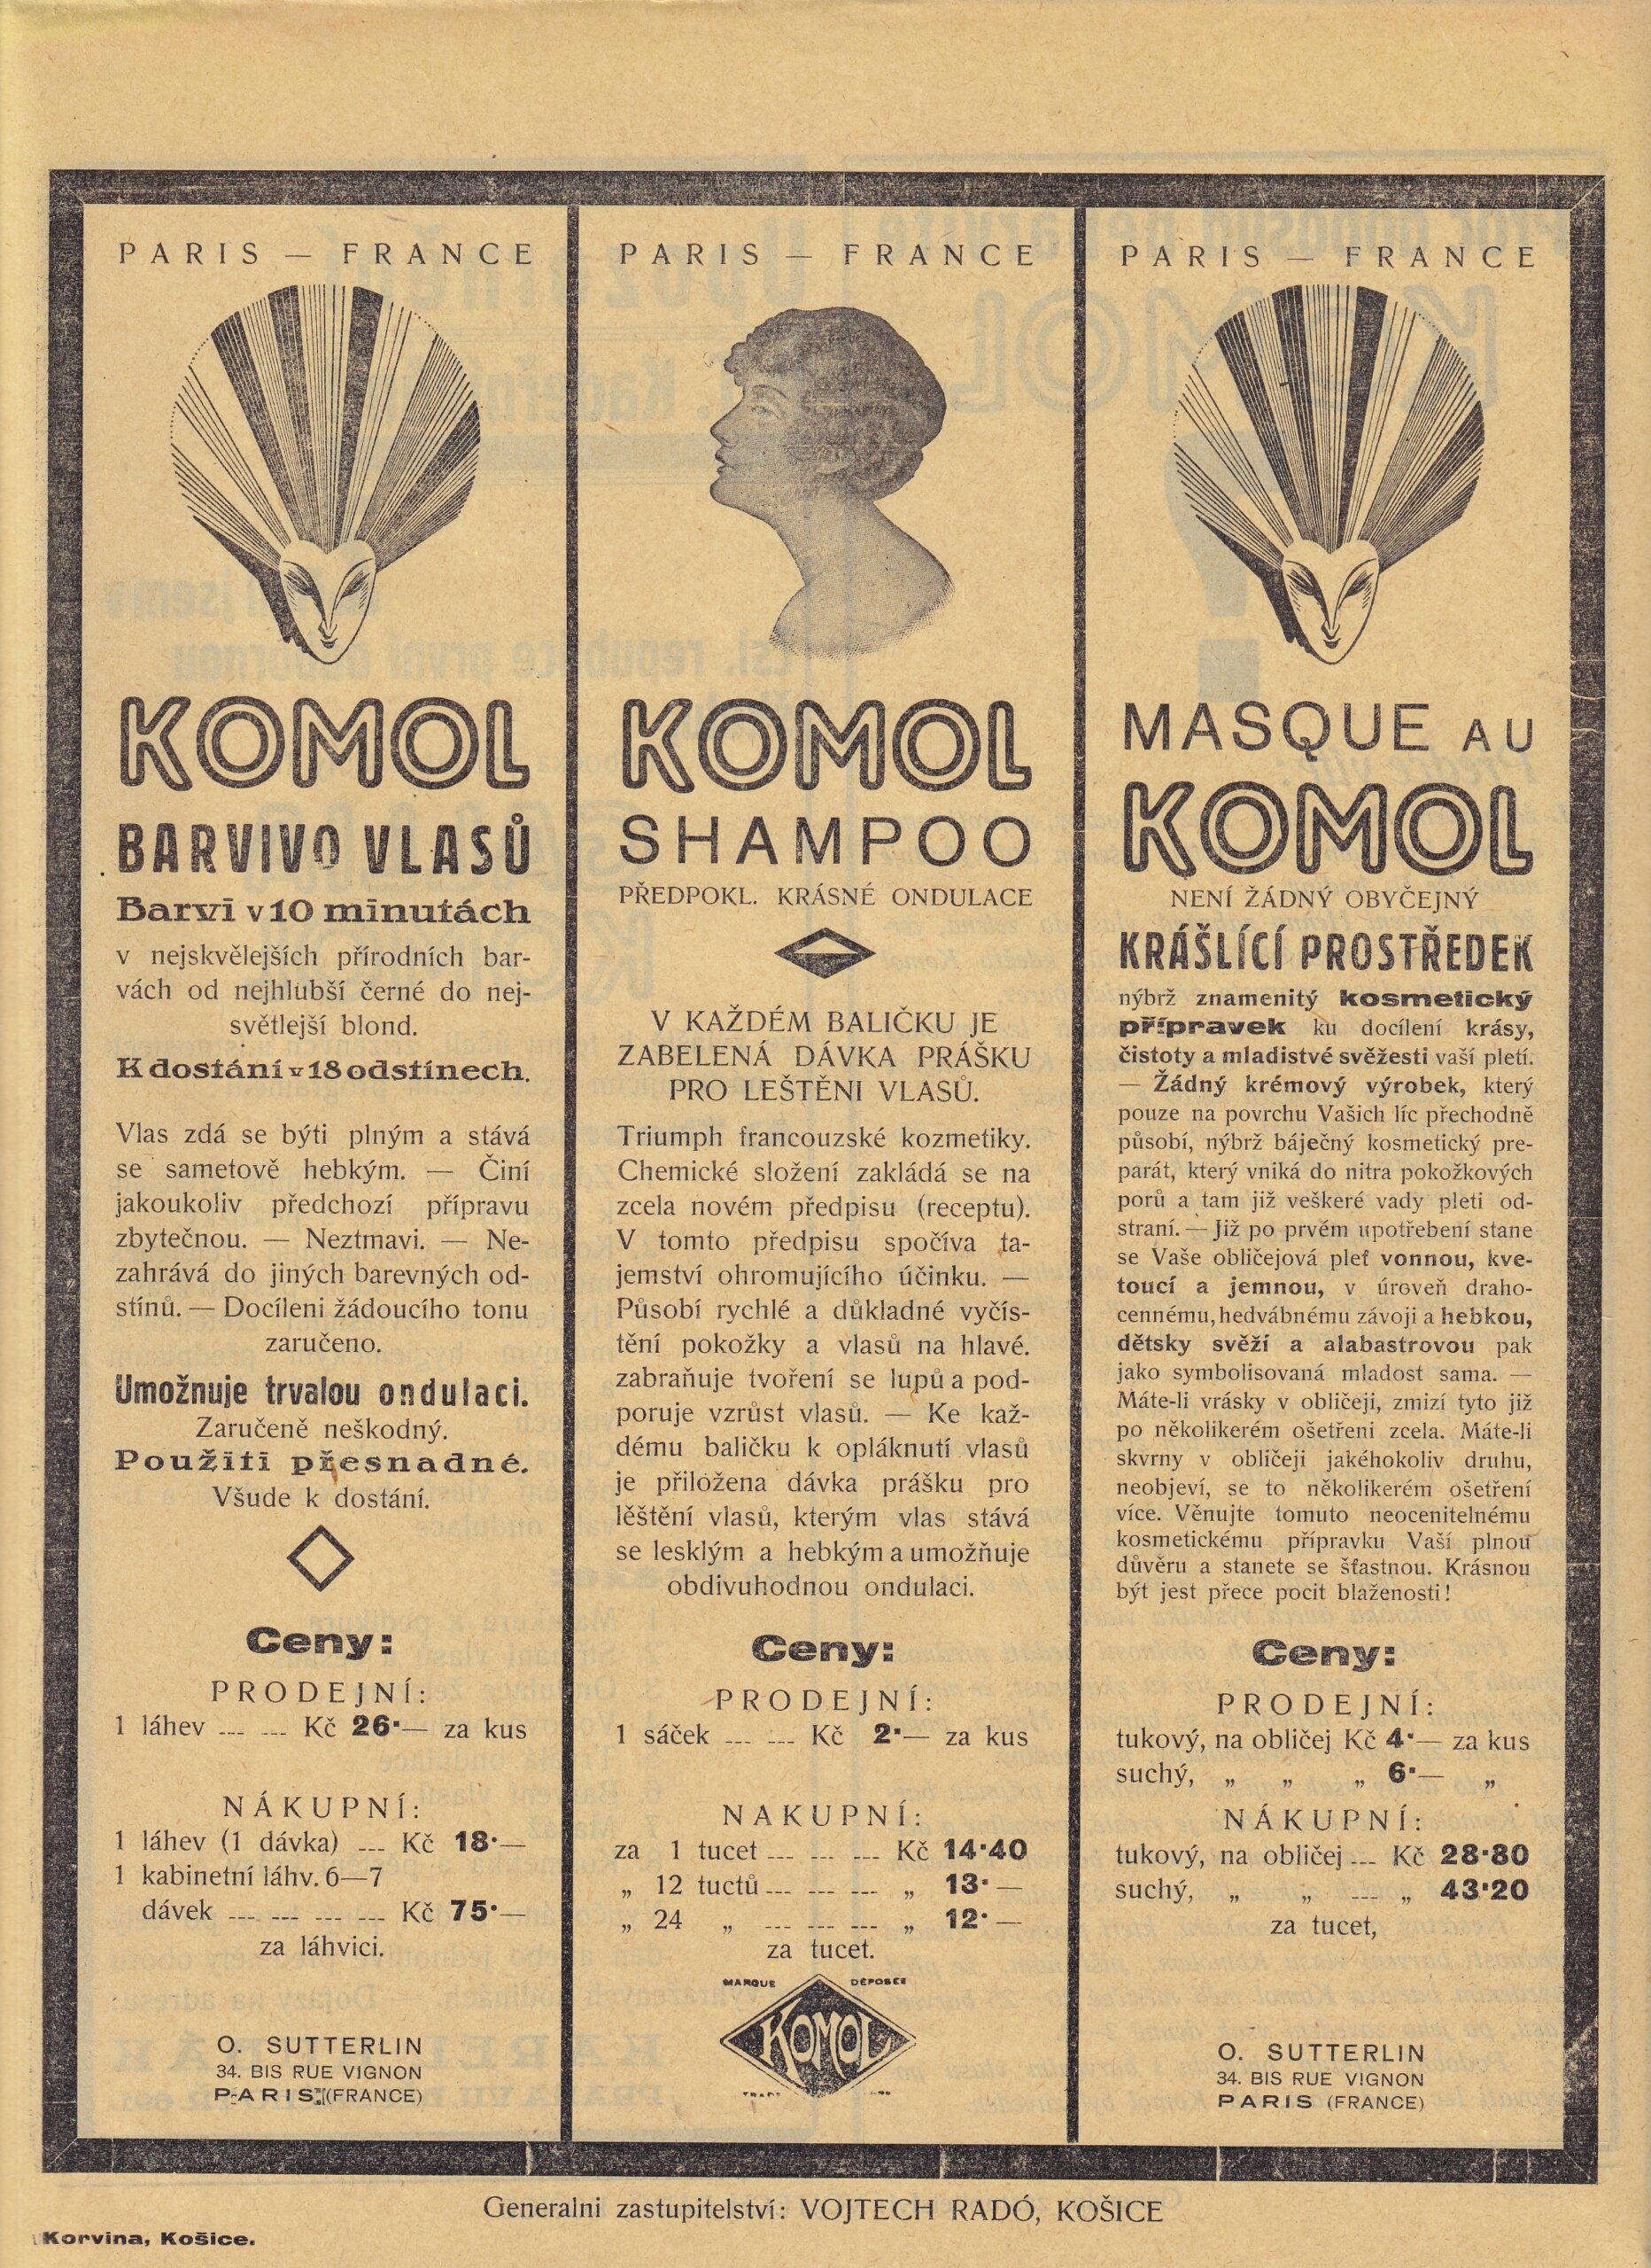 PARIS — FRANCE
KOMOL
BARVIVO VLASŮ
Barvi v 10 minutách
v nejskvělejších přírodních bar-
vách od nejhlubší černé do nej-
světlejší blond.
K dostání v 18 odstínech.
Vlas zdá se býti plným a stává
se sametově hebkým. — Činí
jakoukoliv předchozí přípravu
zbytečnou. — Neztmavi. — Ne-
zahrává do jiných barevných od-
stínů. — Docíleni žádoucího tonu
zaručeno.
Umožnuje trvalou ondulaci.
Zaručeně neškodný.
Použití přesnadné.
Všude k dostání.
Ceny:
PRODEJNÍ:
1 láhev --- --- Kč 26·— za kus
NÁKUPNÍ:
1 láhev (1 dávka) --- Kč 18·—
1 kabinetní láhv. 6—7
dávek --- --- --- --- Kč 75·—
za láhvici.
O. SUTTERLIN
34. BIS RUE VIGNON
PARIS (FRANCE)
PARIS — FRANCE
KOMOL
SHAMPOO
PŘEDPOKL. KRÁSNÉ ONDULACE
V KAŽDÉM BALIČKU JE
ZABELENÁ DÁVKA PRÁŠKU
PRO LEŠTĚNI VLASŮ.
Triumph francouzské kozmetiky.
Chemické složení zakládá se na
zcela novém předpisu (receptu).
V tomto předpisu spočíva ta-
jemství ohromujícího účinku. —
Působí rychlé a důkladné vyčís-
tění pokožky a vlasů na hlavé.
zabraňuje tvoření se lupů a pod-
poruje vzrůst vlasů. — Ke kaž-
dému baličku k opláknutí vlasů
je přiložena dávka prášku pro
lěštění vlasů, kterým vlas stává
se lesklým a hebkým a umožňuje
obdivuhodnou ondulaci.
Ceny:
PRODEJNÍ:
1 sáček --- --- Kč 2·— za kus
NAKUPNÍ:
za 1 tucet --- --- --- Kč 14·40
„ 12 tuctů --- --- --- „ 13·—
„ 24 „ --- --- --- „ 12·—
za tucet.
MARQUE DÉPOSÉE
KOMOL
PARIS — FRANCE
MASQUE AU
KOMOL
NENÍ ŽÁDNÝ OBYČEJNÝ
KRÁŠLÍCÍ PROSTŘEDEK
nýbrž znamenitý kosmetický
přípravek ku docílení krásy,
čistoty a mladistvé svěžesti vaší pletí.
— Žádný krémový výrobek, který
pouze na povrchu Vašich líc přechodně
působí, nýbrž báječný kosmetický pre-
parát, který vniká do nitra pokožkových
porů a tam již veškeré vady pleti od-
straní. — Již po prvém upotřebení stane
se Vaše obličejová pleť vonnou, kve-
toucí a jemnou, v úroveň draho-
cennému, hedvábnému závoji a hebkou,
dětsky svěží a alabastrovou pak
jako symbolisovaná mladost sama. —
Máte-li vrásky v obličeji, zmizí tyto již
po několikerém ošetřeni zcela. Máte-li
skvrny v obličeji jakéhokoliv druhu,
neobjeví, se to několikerém ošetření
více. Věnujte tomuto neocenitelnému
kosmetickému přípravku Vaší plnou
důvěru a stanete se šťastnou. Krásnou
být jest přece pocit blaženosti!
Ceny:
PRODEJNÍ:
tukový, na obličej Kč 4·— za kus
suchý, „ „ „ 6·— „
NÁKUPNÍ:
tukový, na obličej --- Kč 28·80
suchý, „ „ --- „ 43·20
za tucet,
O. SUTTERLIN
34. BIS RUE VIGNON
PARIS (FRANCE)
Generalni zastupitelství: VOJTECH RADÓ, KOŠICE
Korvina, Košice.